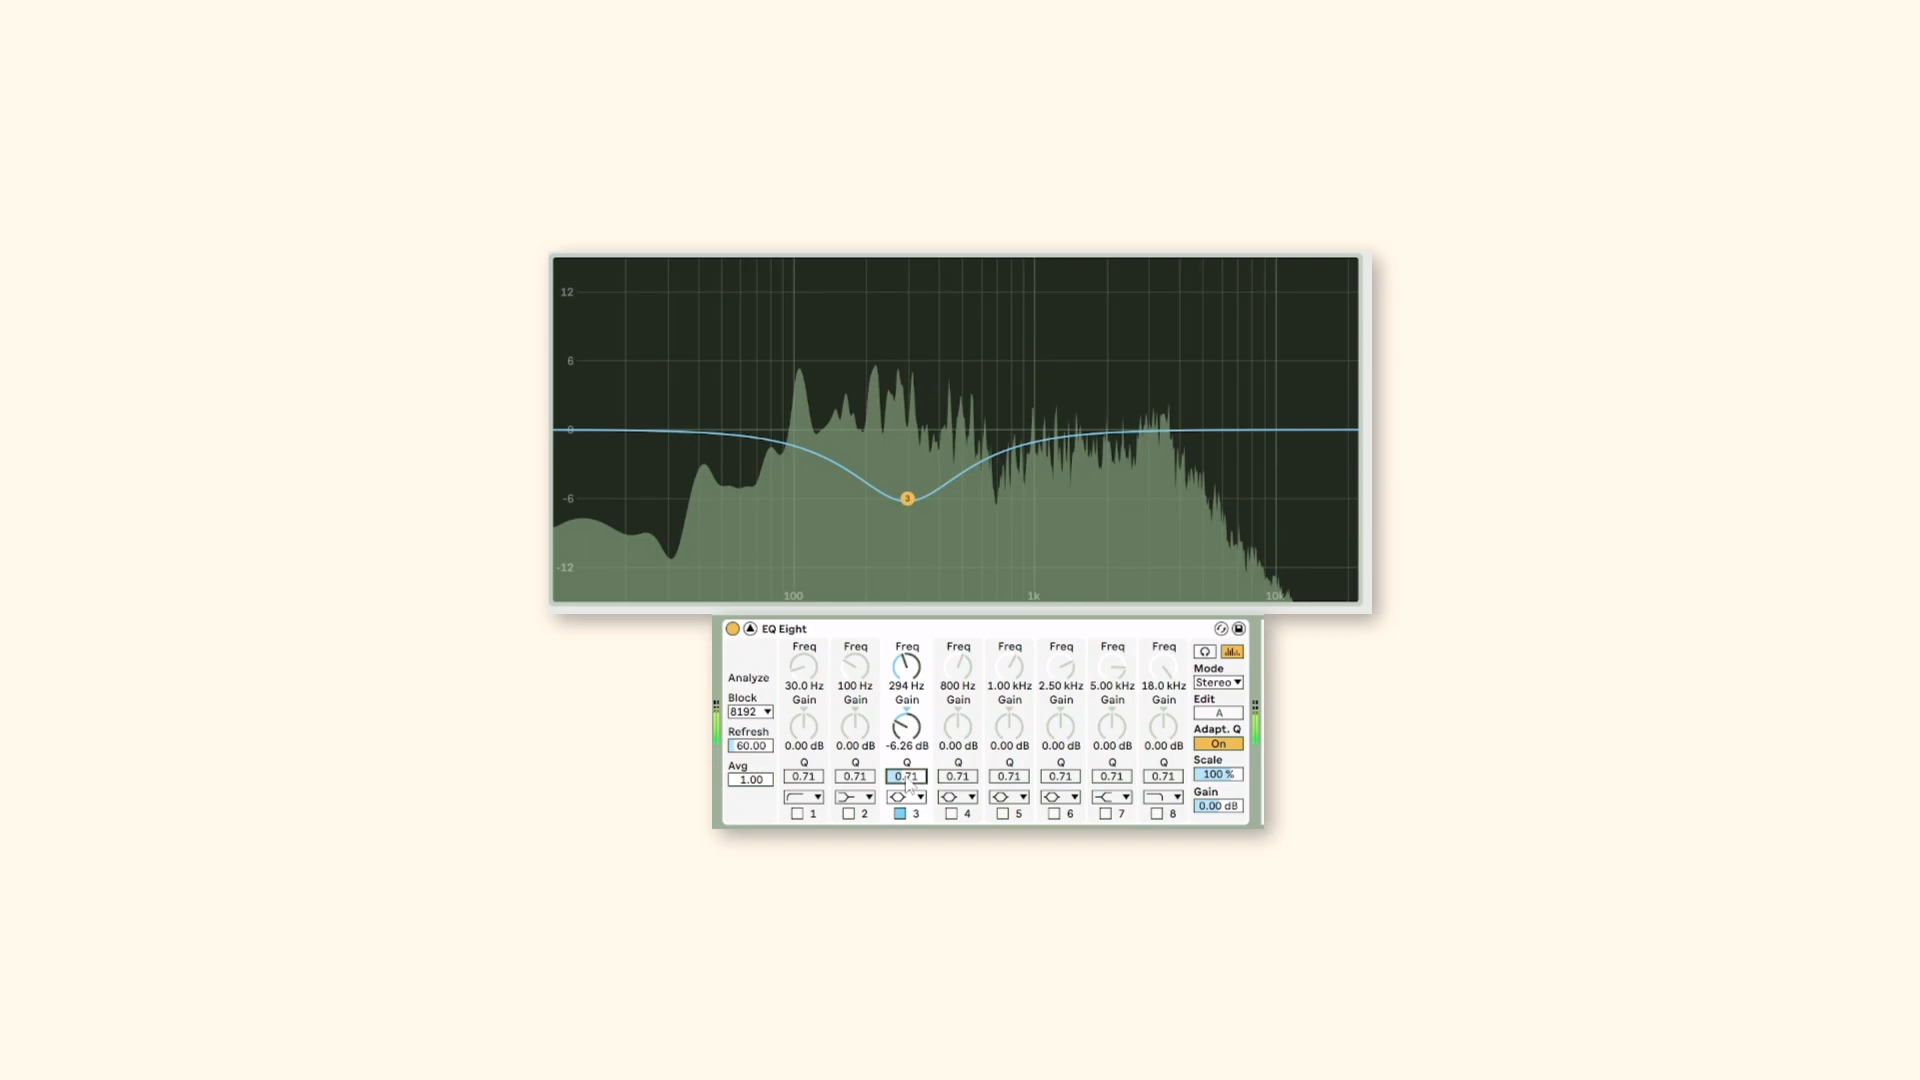 12
6
0
-6
-12
100 1k 10k
EQ Eight
Freq Freq Freq Freq Freq Freq Freq Freq
30.0 Hz 100 Hz 294 Hz 800 Hz 1.00 kHz 2.50 kHz 5.00 kHz 18.0 kHz
Gain Gain Gain Gain Gain Gain Gain Gain
0.00 dB 0.00 dB -6.26 dB 0.00 dB 0.00 dB 0.00 dB 0.00 dB 0.00 dB
Q Q Q Q Q Q Q Q
0.71 0.71 0.71 0.71 0.71 0.71 0.71 0.71
1 2 3 4 5 6 7 8
Analyze
Block
8192
Refresh
60.00
Avg
1.00
Mode
Stereo
Edit
A
Adapt. Q
On
Scale
100 %
Gain
0.00 dB
3